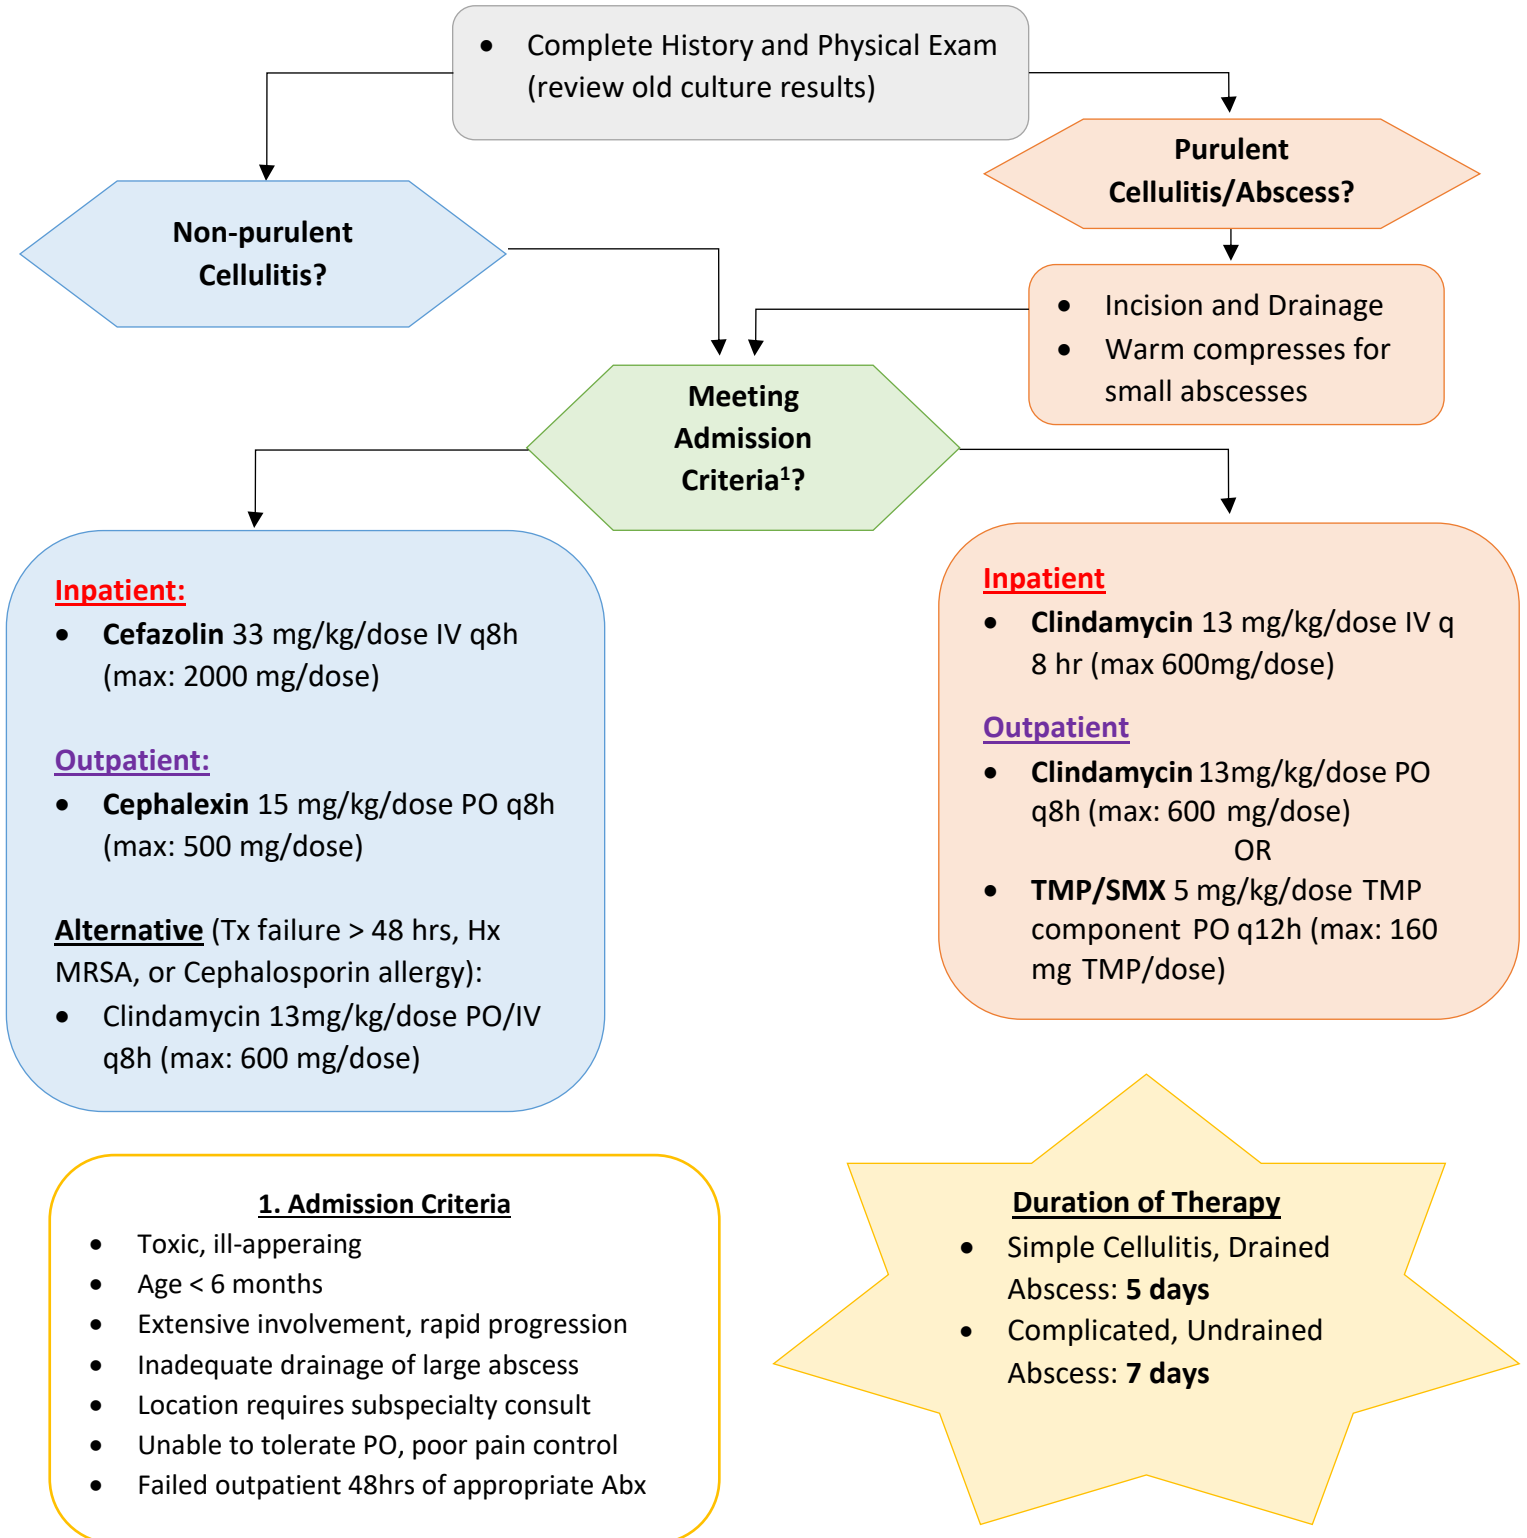 • Complete History and Physical Exam
(review old culture results)
Purulent
Cellulitis/Abscess?
Non-purulent
Cellulitis?
• Incision and Drainage
• Warm compresses for
small abscesses
Meeting
Admission
Criteria¹?
Inpatient:
• Cefazolin 33 mg/kg/dose IV q8h
(max: 2000 mg/dose)
Outpatient:
• Cephalexin 15 mg/kg/dose PO q8h
(max: 500 mg/dose)
Alternative (Tx failure > 48 hrs, Hx
MRSA, or Cephalosporin allergy):
• Clindamycin 13mg/kg/dose PO/IV
q8h (max: 600 mg/dose)
Inpatient
• Clindamycin 13 mg/kg/dose IV q
8 hr (max 600mg/dose)
Outpatient
• Clindamycin 13mg/kg/dose PO
q8h (max: 600 mg/dose)
OR
• TMP/SMX 5 mg/kg/dose TMP
component PO q12h (max: 160
mg TMP/dose)
1. Admission Criteria
• Toxic, ill-apperaing
• Age < 6 months
• Extensive involvement, rapid progression
• Inadequate drainage of large abscess
• Location requires subspecialty consult
• Unable to tolerate PO, poor pain control
• Failed outpatient 48hrs of appropriate Abx
Duration of Therapy
• Simple Cellulitis, Drained
Abscess: 5 days
• Complicated, Undrained
Abscess: 7 days